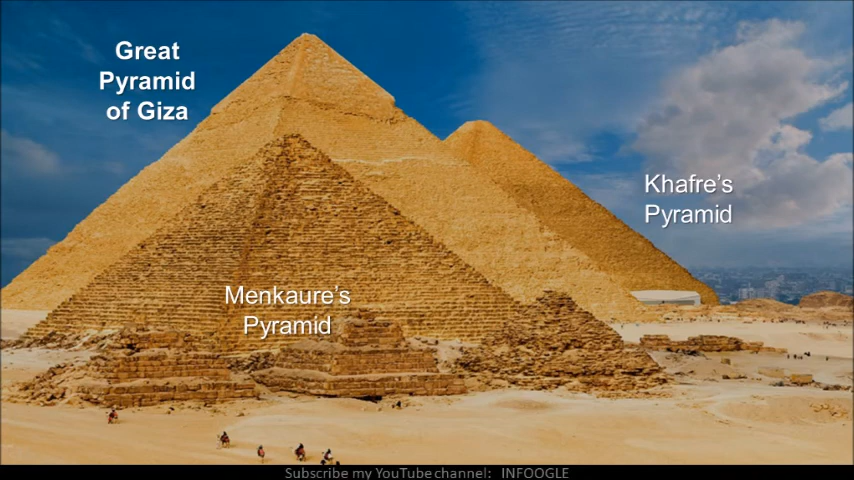 Great
Pyramid
of Giza
Khafre's
Pyramid
Menkaure's
Pyramid
Subscribe my YouTube channel: INFOOGLE